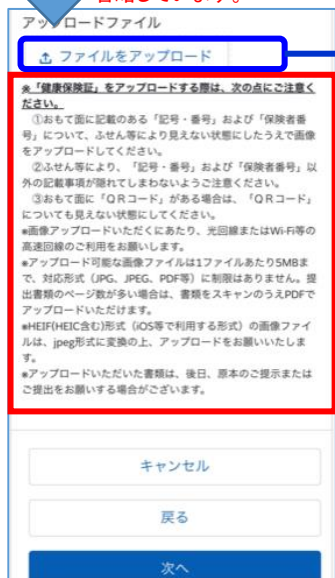 省略しています。
アップロードファイル
ファイルをアップロード
※「健康保険証」をアップロードする際は、次の点にご注意く
ださい。
①おもて面に記載のある「記号・番号」および「保険者番
号」について、ふせん等により見えない状態にしたうえで画像
をアップロードしてください。
②ふせん等により、「記号・番号」および「保険者番号」以
外の記載事項が隠れてしまわないようご注意ください。
③おもて面に「QRコード」がある場合は、「QRコード」
についても見えない状態にしてください。
※画像アップロードいただくにあたり、光回線またはWi-Fi等の
高速回線のご利用をお願いします。
※アップロード可能な画像ファイルは1ファイルあたり5MBま
で、対応形式（JPG、JPEG、PDF等）に制限はありません。提
出書類のページ数が多い場合は、書類をスキャンのうえPDFで
アップロードいただけます。
※HEIF(HEIC含む)形式（iOS等で利用する形式）の画像ファイ
ルは、jpeg形式に変換の上、アップロードをお願いいたしま
す。
※アップロードいただいた書類は、後日、原本のご提示または
ご提出をお願いする場合がございます。
キャンセル
戻る
次へ